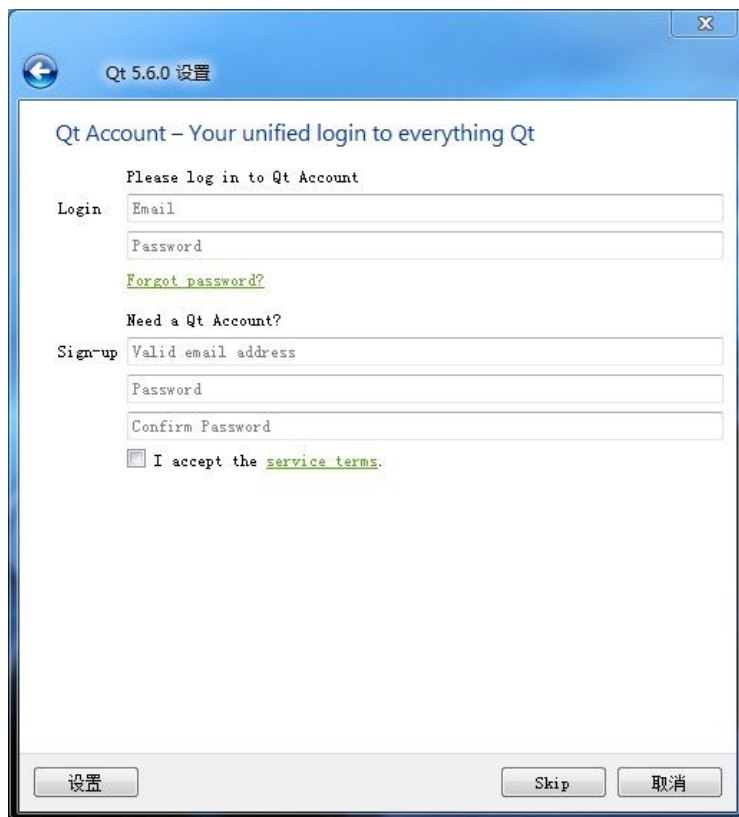 Qt 5.6.0 设置
Qt Account – Your unified login to everything Qt
Please log in to Qt Account
Login Email
Password
Forgot password?
Need a Qt Account?
Sign-up Valid email address
Password
Confirm Password
I accept the service terms.
设置 Skip 取消